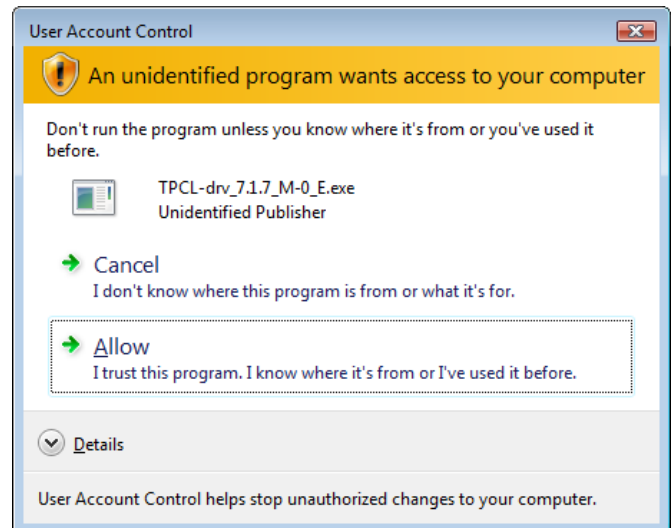 User Account Control
An unidentified program wants access to your computer
Don't run the program unless you know where it's from or you've used it
before.
TPCL-drv_7.1.7_M-0_E.exe
Unidentified Publisher
Cancel
I don't know where this program is from or what it's for.
Allow
I trust this program. I know where it's from or I've used it before.
Details
User Account Control helps stop unauthorized changes to your computer.